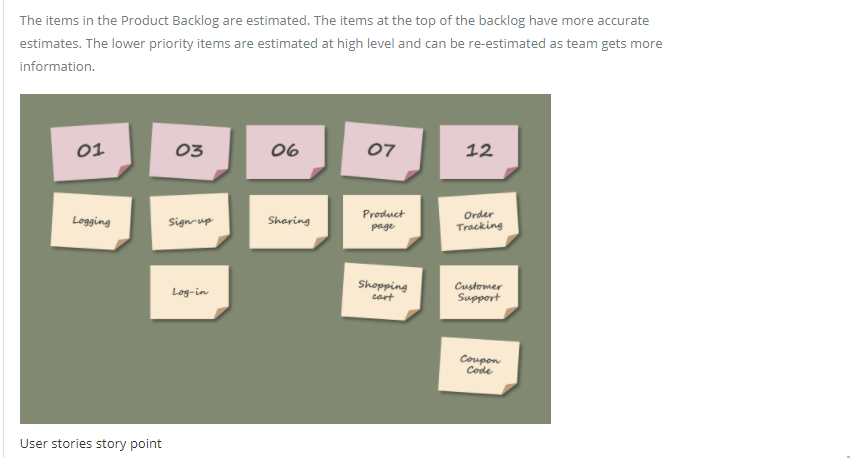 The items in the Product Backlog are estimated. The items at the top of the backlog have more accurate
estimates. The lower priority items are estimated at high level and can be re-estimated as team gets more
information.
01
03
06
07
12
Logging
Sign-up
Sharing
Product
page
Order
Tracking
Log-in
Shopping
cart
Customer
Support
Coupon
Code
User stories story point